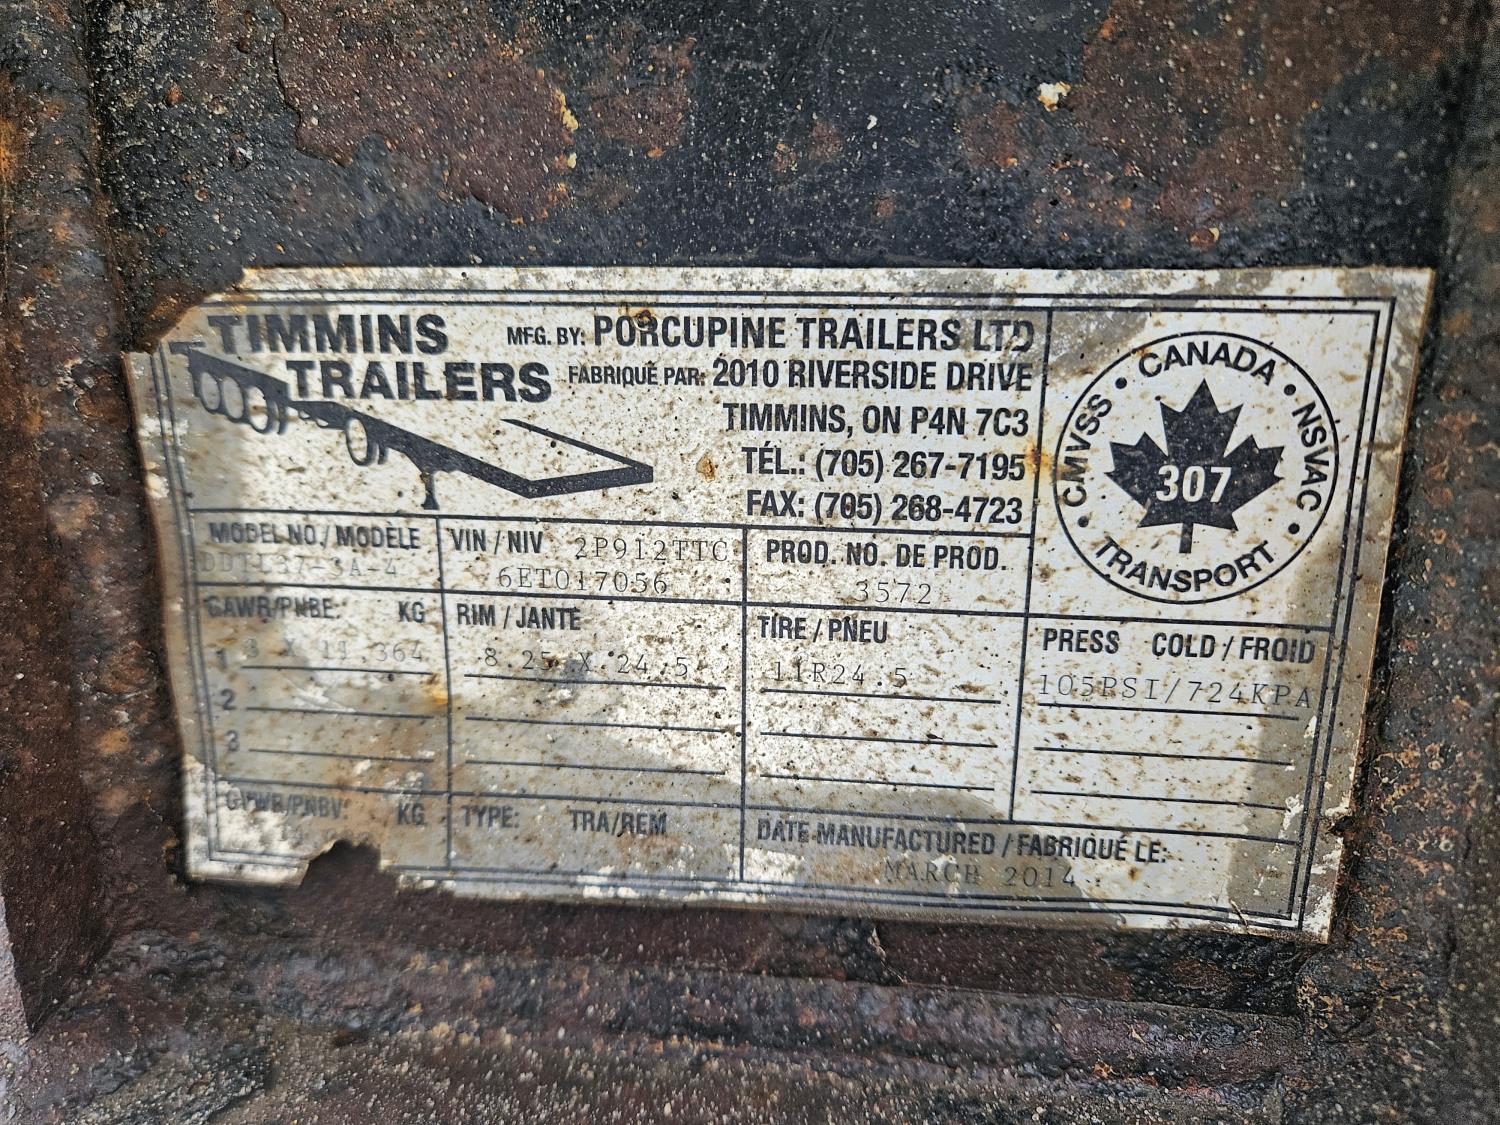 TIMMINS
TRAILERS
MFG. BY: PORCUPINE TRAILERS LTD
FABRIQUÉ PAR: 2010 RIVERSIDE DRIVE
TIMMINS, ON P4N 7C3
TÉL.: (705) 267-7195
FAX: (705) 268-4723
CANADA • NSVAC • TRANSPORT • CMVSS •
307
MODEL NO./ MODÈLE
VIN / NIV 2P912TTC
6ET017056
PROD. NO. DE PROD.
3572
GAWR/PNBE: KG
1 3 X 11 364
2
3
RIM / JANTE
8.25 X 24.5
TIRE / PNEU
11R24.5
PRESS COLD / FROID
105PSI/724KPA
GVWR/PNBV: KG
TYPE: TRA/REM
DATE MANUFACTURED / FABRIQUÉ LE:
MARCH 2014